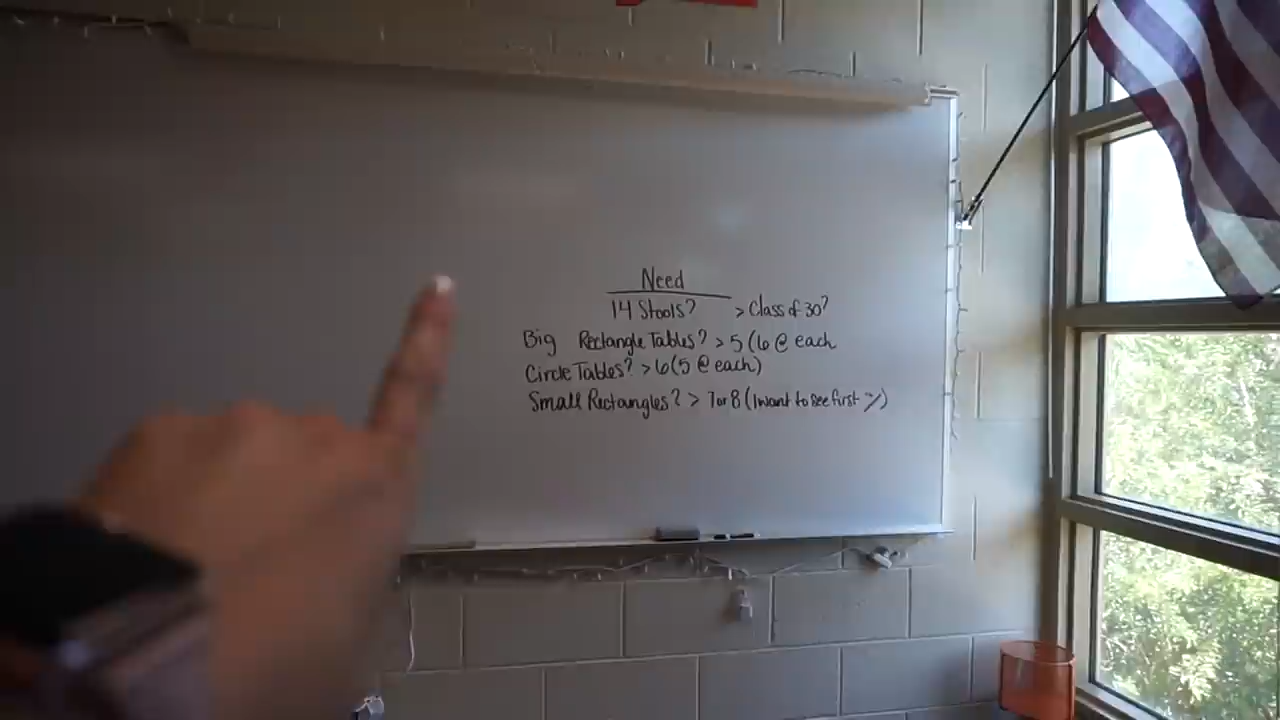 Need
14 Stools? > Class of 30?
Big Rectangle Tables? > 5 (6 @ each
Circle Tables? > 6 (5 @ each)
Small Rectangles? > 7 or 8 (I want to see first :/)